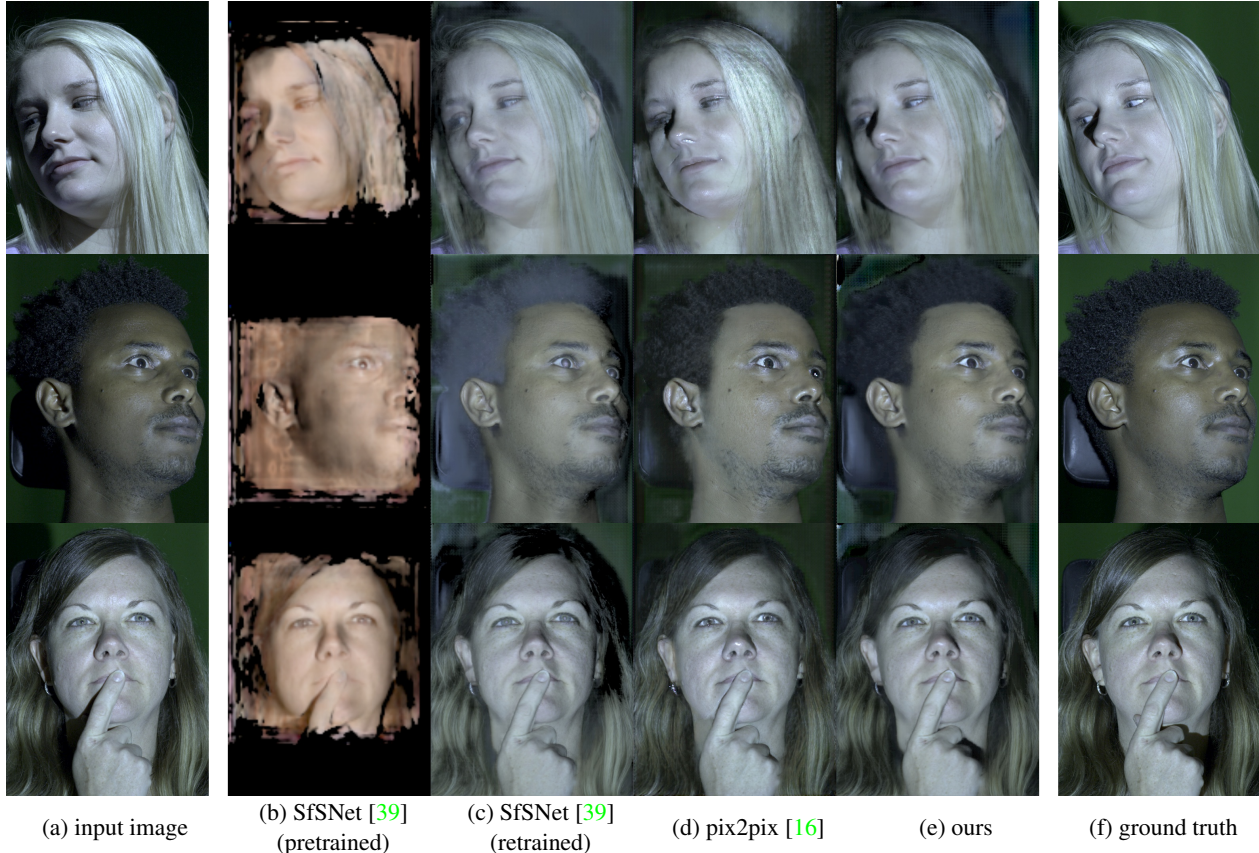 (a) input image
(b) SfSNet [39]
(pretrained)
(c) SfSNet [39]
(retrained)
(d) pix2pix [16]
(e) ours
(f) ground truth